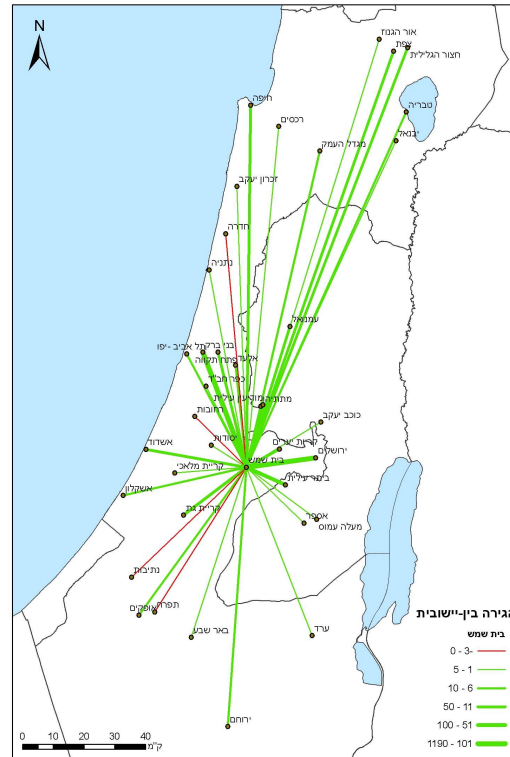 N
אור הגנוז
צפת
חצור הגלילית
טבריה
יבנאל
חיפה
רכסים
מגדל העמק
זכרון יעקב
חדרה
נתניה
עמנואל
בני ברק
תל אביב -יפו
פתח תקווה
אלעד
כפר חב"ד
מודיעין עילית
מתתיהו
רחובות
כוכב יעקב
יסודות
קריית יערים
אשדוד
ירושלים
בית שמש
קריית מלאכי
ביתר עילית
אשקלון
קריית גת
אספר
מעלה עמוס
נתיבות
תפרח
אופקים
באר שבע
ערד
ירוחם
הגירה בין-יישובית
בית שמש
0 - 3-
5 - 1
10 - 6
50 - 11
100 - 51
1190 - 101
0 10 20 40
ק"מ